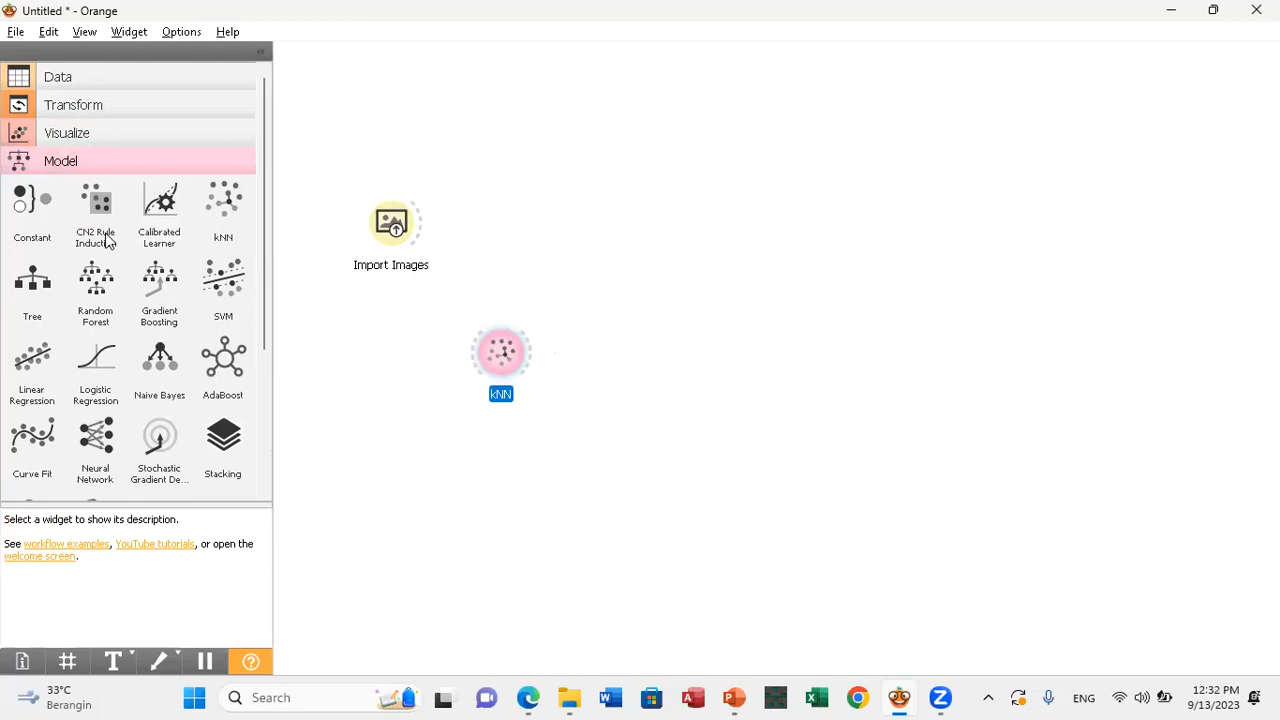 Untitled * - Orange
File Edit View Widget Options Help
Data
Transform
Visualize
Model
Constant
CN2 Rule
Calibrated
Learner
kNN
Tree
Random
Forest
Gradient
Boosting
SVM
Linear
Regression
Logistic
Regression
Naive Bayes
AdaBoost
Curve Fit
Neural
Network
Stochastic
Gradient De...
Stacking
Import Images
kNN
Select a widget to show its description.
See workflow examples, YouTube tutorials, or open the
welcome screen.
33°C
Berangin
Search
ENG
12:32 PM
9/13/2023